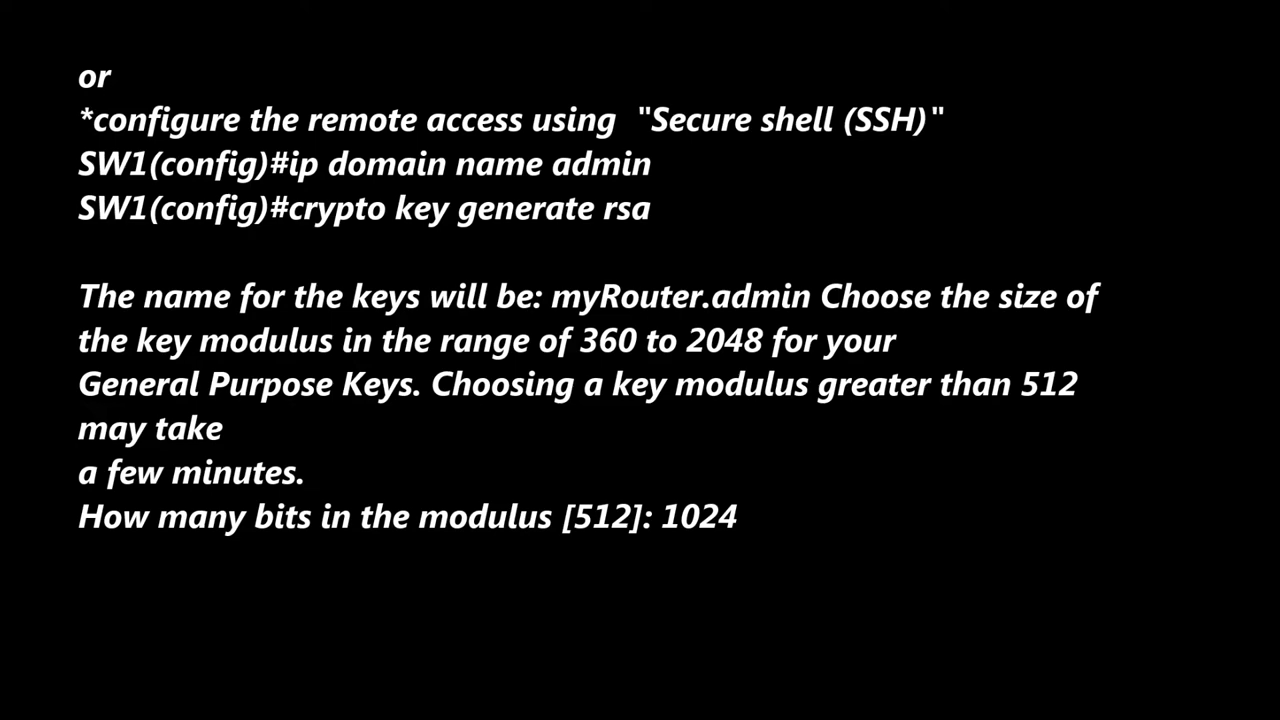 or
*configure the remote access using  "Secure shell (SSH)"
SW1(config)#ip domain name admin
SW1(config)#crypto key generate rsa
The name for the keys will be: myRouter.admin Choose the size of
the key modulus in the range of 360 to 2048 for your
General Purpose Keys. Choosing a key modulus greater than 512
may take
a few minutes.
How many bits in the modulus [512]: 1024